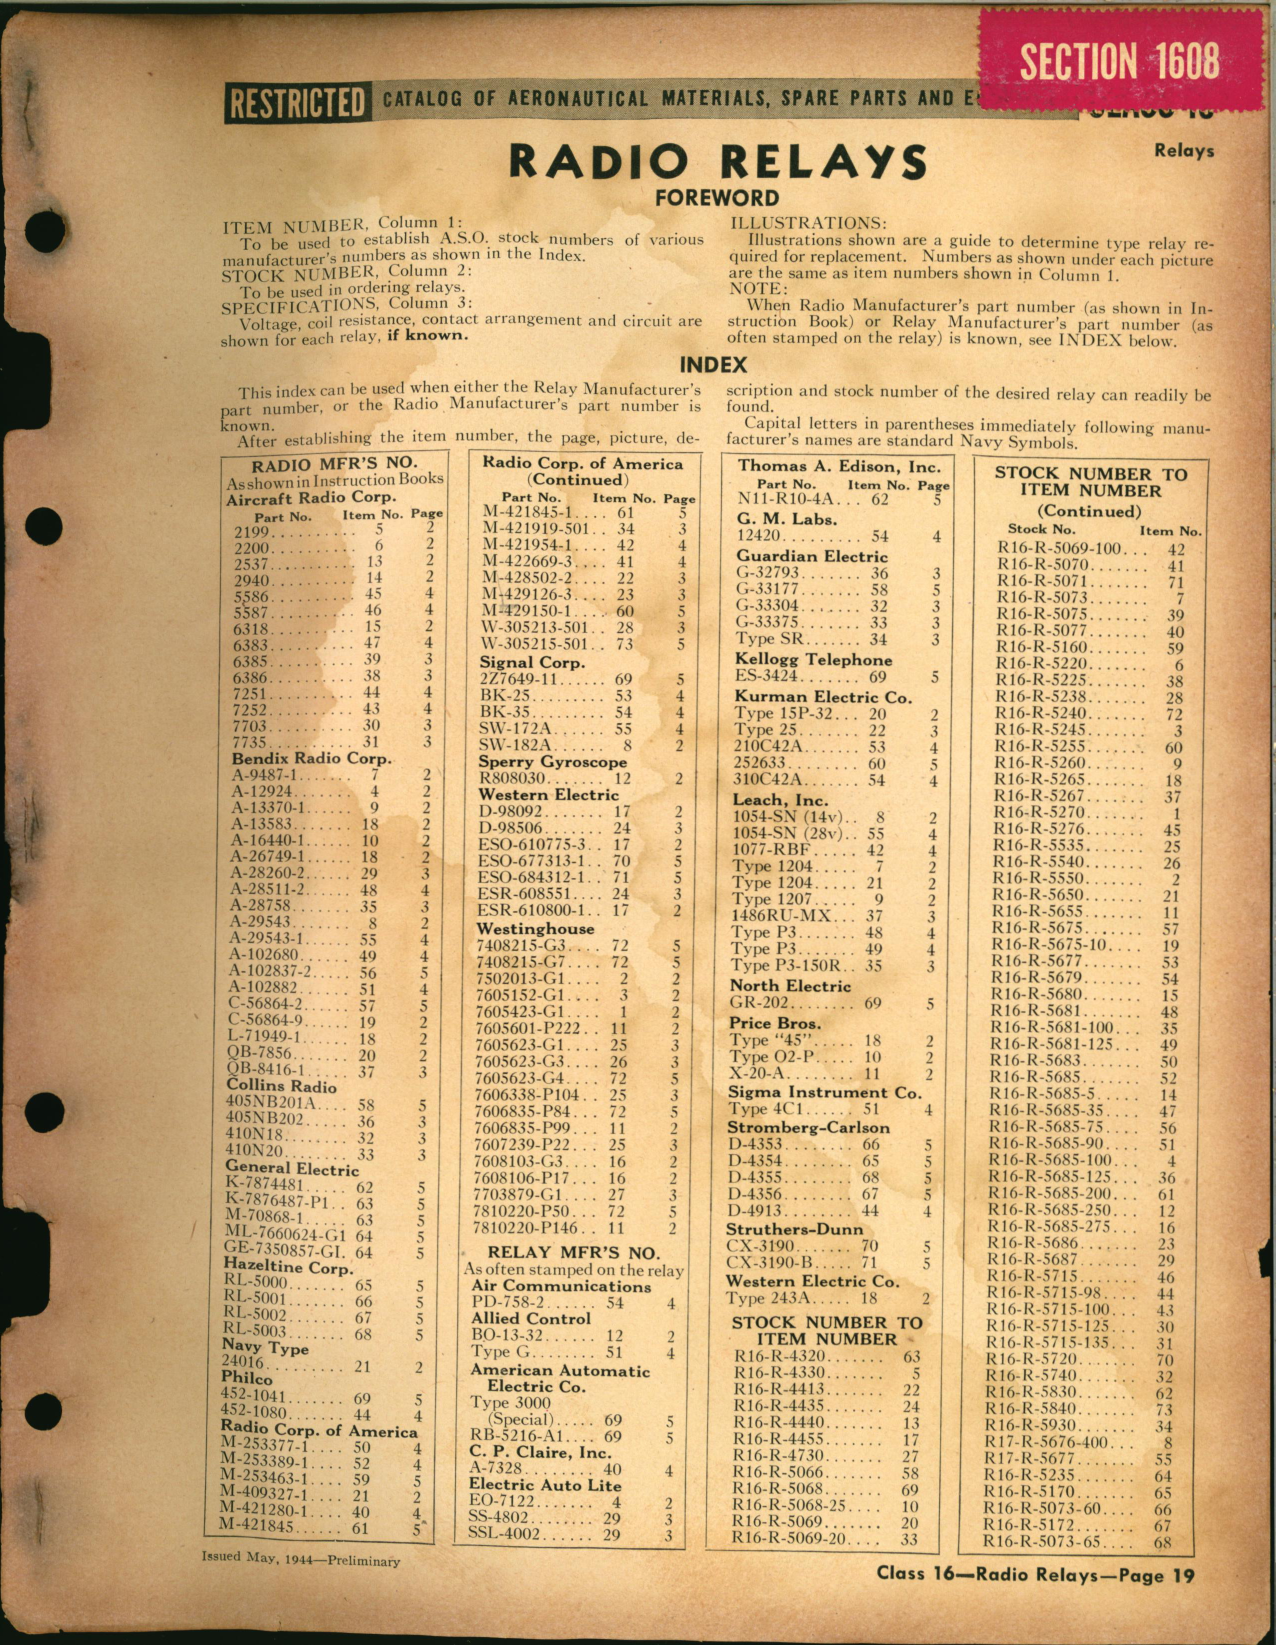 SECTION 1608
RESTRICTED CATALOG OF AERONAUTICAL MATERIALS, SPARE PARTS AND
Relays
RADIO RELAYS
FOREWORD
ITEM NUMBER, Column 1:
To be used to establish A.S.O. stock numbers of various
manufacturer's numbers as shown in the Index.
STOCK NUMBER, Column 2:
To be used in ordering relays.
SPECIFICATIONS, Column 3:
Voltage, coil resistance, contact arrangement and circuit are
shown for each relay, if known.
ILLUSTRATIONS:
Illustrations shown are a guide to determine type relay re-
quired for replacement. Numbers as shown under each picture
are the same as item numbers shown in Column 1.
NOTE:
When Radio Manufacturer's part number (as shown in In-
struction Book) or Relay Manufacturer's part number (as
often stamped on the relay) is known, see INDEX below.
INDEX
This index can be used when either the Relay Manufacturer's
part number, or the Radio Manufacturer's part number is
known.
After establishing the item number, the page, picture, de-
scription and stock number of the desired relay can readily be
found.
Capital letters in parentheses immediately following manu-
facturer's names are standard Navy Symbols.
RADIO MFR'S NO.
As shown in Instruction Books
Aircraft Radio Corp.
Part No. Item No. Page
2199.......... 5 2
2200.......... 6 2
2537.......... 13 2
2940.......... 14 2
5586.......... 45 4
5587.......... 46 4
6318.......... 15 2
6383.......... 47 4
6385.......... 39 3
6386.......... 38 3
7251.......... 44 4
7252.......... 43 4
7703.......... 30 3
7735.......... 31 3
Bendix Radio Corp.
A-9487-1....... 7 2
A-12924....... 4 2
A-13370-1...... 9 2
A-13583....... 18 2
A-16440-1...... 10 2
A-26749-1...... 18 2
A-28260-2...... 29 3
A-28511-2...... 48 4
A-28758....... 35 3
A-29543....... 8 2
A-29543-1...... 55 4
A-102680...... 49 4
A-102837-2..... 56 5
A-102882...... 51 4
C-56864-2...... 57 5
C-56864-9...... 19 2
L-71949-1...... 18 2
QB-7856....... 20 2
QB-8416-1...... 37 3
Collins Radio
405NB201A.... 58 5
405NB202..... 36 3
410N18........ 32 3
410N20........ 33 3
General Electric
K-7874481..... 62 5
K-7876487-P1.. 63 5
M-70868-1..... 63 5
ML-7660624-G1 64 5
GE-7350857-GI. 64 5
Hazeltine Corp.
RL-5000....... 65 5
RL-5001....... 66 5
RL-5002....... 67 5
RL-5003....... 68 5
Navy Type
24016......... 21 2
Philco
452-1041....... 69 5
452-1080....... 44 4
Radio Corp. of America
M-253377-1.... 50 4
M-253389-1.... 52 4
M-253463-1.... 59 5
M-409327-1.... 21 2
M-421280-1.... 40 4
M-421845...... 61 5
Radio Corp. of America
(Continued)
Part No. Item No. Page
M-421845-1.... 61 5
M-421919-501.. 34 3
M-421954-1.... 42 4
M-422669-3.... 41 4
M-428502-2.... 22 3
M-429126-3.... 23 3
M-429150-1.... 60 5
W-305213-501.. 28 3
W-305215-501.. 73 5
Signal Corp.
2Z7649-11...... 69 5
BK-25......... 53 4
BK-35......... 54 4
SW-172A...... 55 4
SW-182A...... 8 2
Sperry Gyroscope
R808030....... 12 2
Western Electric
D-98092....... 17 2
D-98506....... 24 3
ESO-610775-3.. 17 2
ESO-677313-1.. 70 5
ESO-684312-1.. 71 5
ESR-608551.... 24 3
ESR-610800-1.. 17 2
Westinghouse
7408215-G3.... 72 5
7408215-G7.... 72 5
7502013-G1.... 2 2
7605152-G1.... 3 2
7605423-G1.... 1 2
7605601-P222.. 11 2
7605623-G1.... 25 3
7605623-G3.... 26 3
7605623-G4.... 72 5
7606338-P104.. 25 3
7606835-P84... 72 5
7606835-P99... 11 2
7607239-P22... 25 3
7608103-G3.... 16 2
7608106-P17... 16 2
7703879-G1.... 27 3
7810220-P50... 72 5
7810220-P146.. 11 2
RELAY MFR'S NO.
As often stamped on the relay
Air Communications
PD-758-2...... 54 4
Allied Control
BO-13-32...... 12 2
Type G........ 51 4
American Automatic
Electric Co.
Type 3000
(Special)..... 69 5
RB-5216-A1.... 69 5
C. P. Claire, Inc.
A-7328........ 40 4
Electric Auto Lite
EO-7122....... 4 2
SS-4802........ 29 3
SSL-4002...... 29 3
Thomas A. Edison, Inc.
Part No. Item No. Page
N11-R10-4A... 62 5
G. M. Labs.
12420......... 54 4
Guardian Electric
G-32793....... 36 3
G-33177....... 58 5
G-33304....... 32 3
G-33375....... 33 3
Type SR....... 34 3
Kellogg Telephone
ES-3424....... 69 5
Kurman Electric Co.
Type 15P-32... 20 2
Type 25....... 22 3
210C42A....... 53 4
252633........ 60 5
310C42A....... 54 4
Leach, Inc.
1054-SN (14v).. 8 2
1054-SN (28v).. 55 4
1077-RBF..... 42 4
Type 1204..... 7 2
Type 1204..... 21 2
Type 1207..... 9 2
1486RU-MX... 37 3
Type P3....... 48 4
Type P3....... 49 4
Type P3-150R.. 35 3
North Electric
GR-202........ 69 5
Price Bros.
Type "45"..... 18 2
Type O2-P..... 10 2
X-20-A........ 11 2
Sigma Instrument Co.
Type 4C1...... 51 4
Stromberg-Carlson
D-4353........ 66 5
D-4354........ 65 5
D-4355........ 68 5
D-4356........ 67 5
D-4913........ 44 4
Struthers-Dunn
CX-3190....... 70 5
CX-3190-B..... 71 5
Western Electric Co.
Type 243A..... 18 2
STOCK NUMBER TO
ITEM NUMBER
R16-R-4320....... 63
R16-R-4330....... 5
R16-R-4413....... 22
R16-R-4435....... 24
R16-R-4440....... 13
R16-R-4455....... 17
R16-R-4730....... 27
R16-R-5066....... 58
R16-R-5068....... 69
R16-R-5068-25.... 10
R16-R-5069....... 20
R16-R-5069-20.... 33
STOCK NUMBER TO
ITEM NUMBER
(Continued)
Stock No. Item No.
R16-R-5069-100... 42
R16-R-5070....... 41
R16-R-5071....... 71
R16-R-5073....... 7
R16-R-5075....... 39
R16-R-5077....... 40
R16-R-5160....... 59
R16-R-5220....... 6
R16-R-5225....... 38
R16-R-5238....... 28
R16-R-5240....... 72
R16-R-5245....... 3
R16-R-5255....... 60
R16-R-5260....... 9
R16-R-5265....... 18
R16-R-5267....... 37
R16-R-5270....... 1
R16-R-5276....... 45
R16-R-5535....... 25
R16-R-5540....... 26
R16-R-5550....... 2
R16-R-5650....... 21
R16-R-5655....... 11
R16-R-5675....... 57
R16-R-5675-10.... 19
R16-R-5677....... 53
R16-R-5679....... 54
R16-R-5680....... 15
R16-R-5681....... 48
R16-R-5681-100... 35
R16-R-5681-125... 49
R16-R-5683....... 50
R16-R-5685....... 52
R16-R-5685-5..... 14
R16-R-5685-35.... 47
R16-R-5685-75.... 56
R16-R-5685-90.... 51
R16-R-5685-100... 4
R16-R-5685-125... 36
R16-R-5685-200... 61
R16-R-5685-250... 12
R16-R-5685-275... 16
R16-R-5686....... 23
R16-R-5687....... 29
R16-R-5715....... 46
R16-R-5715-98.... 44
R16-R-5715-100... 43
R16-R-5715-125... 30
R16-R-5715-135... 31
R16-R-5720....... 70
R16-R-5740....... 32
R16-R-5830....... 62
R16-R-5840....... 73
R16-R-5930....... 34
R17-R-5676-400... 8
R17-R-5677....... 55
R16-R-5235....... 64
R16-R-5170....... 65
R16-R-5073-60.... 66
R16-R-5172....... 67
R16-R-5073-65.... 68
Issued May, 1944—Preliminary
Class 16—Radio Relays—Page 19